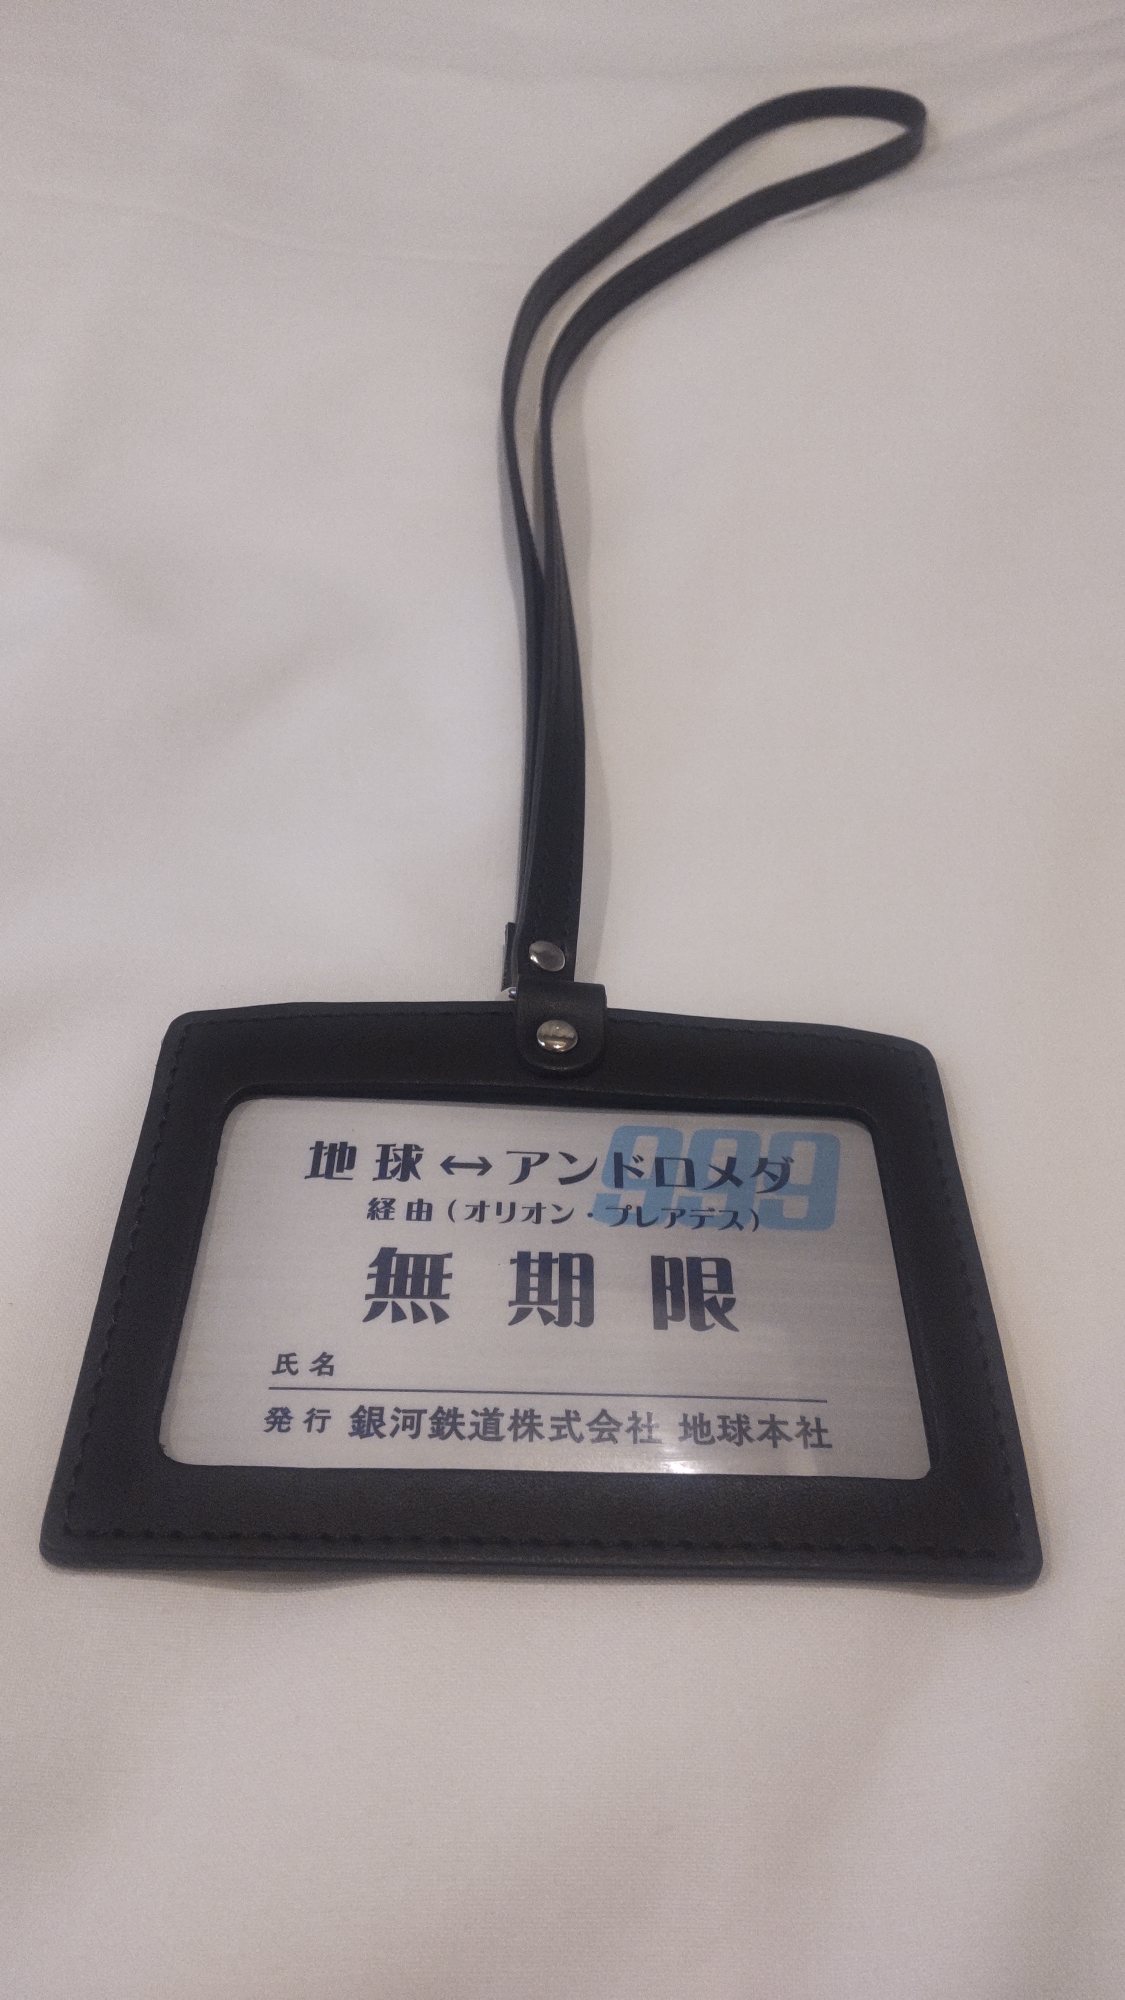 999
地球↔アンドロメダ
経由(オリオン・プレアデス)
無期限
氏名
発行 銀河鉄道株式会社 地球本社